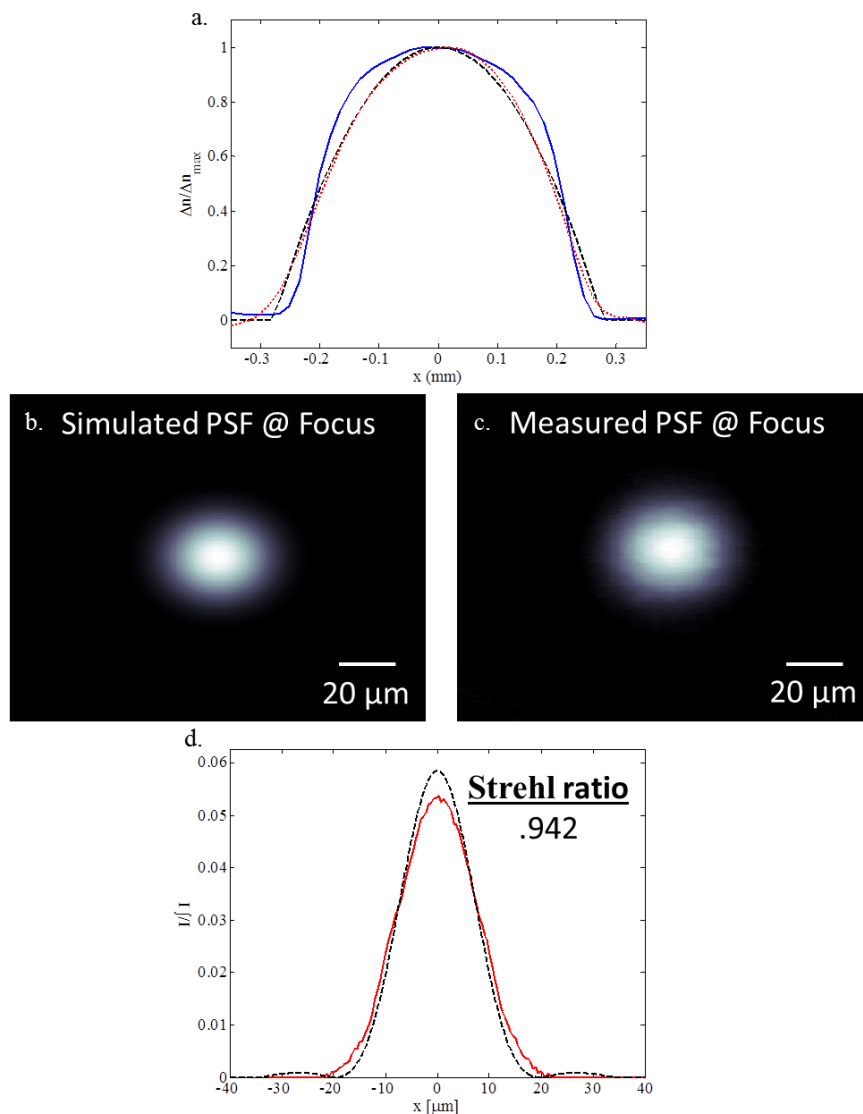 a.
1
0.8
0.6
0.4
0.2
0
Δn/Δnmax
-0.3 -0.2 -0.1 0 0.1 0.2 0.3
x (mm)
b. Simulated PSF @ Focus
20 μm
c. Measured PSF @ Focus
20 μm
d.
0.06
0.05
0.04
0.03
0.02
0.01
0
I/∫ I
Strehl ratio
.942
-40 -30 -20 -10 0 10 20 30 40
x [μm]